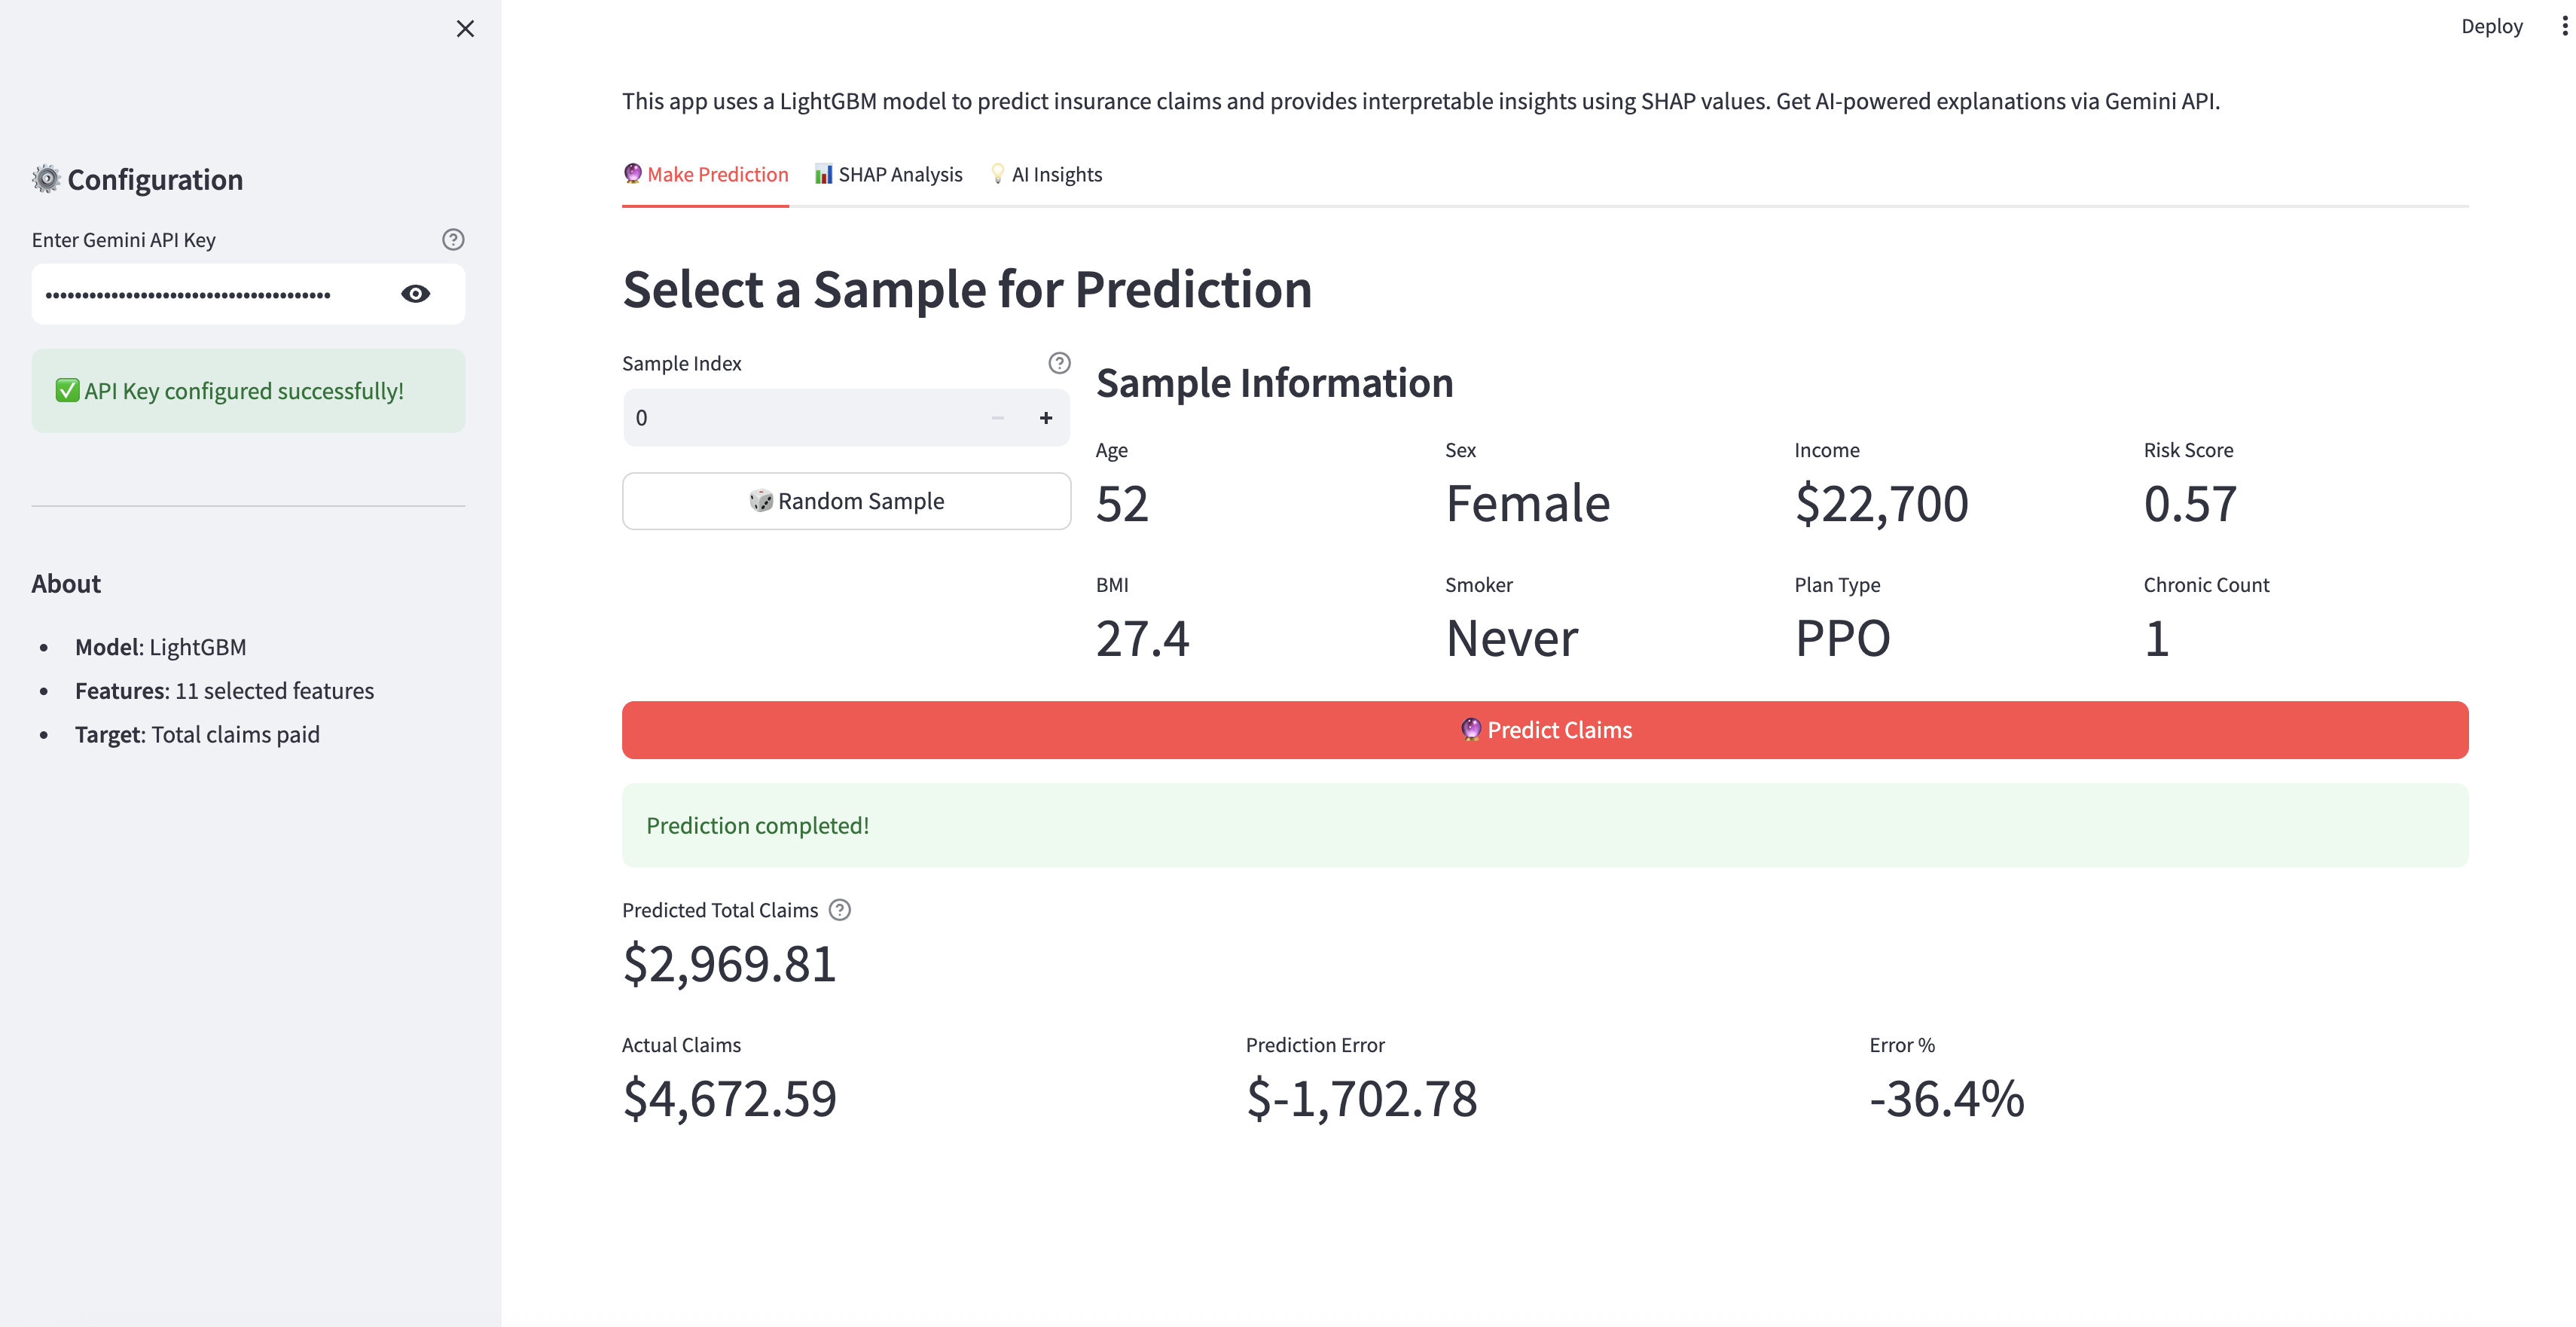 Deploy
⚙️ Configuration
Enter Gemini API Key
••••••••••••••••••••••••••••••••••••••
✅ API Key configured successfully!
About
• Model: LightGBM
• Features: 11 selected features
• Target: Total claims paid
This app uses a LightGBM model to predict insurance claims and provides interpretable insights using SHAP values. Get AI-powered explanations via Gemini API.
🔮 Make Prediction 📊 SHAP Analysis 💡 AI Insights
Select a Sample for Prediction
Sample Index
0 − +
🎲 Random Sample
Sample Information
Age Sex Income Risk Score
52 Female $22,700 0.57
BMI Smoker Plan Type Chronic Count
27.4 Never PPO 1
🔮 Predict Claims
Prediction completed!
Predicted Total Claims
$2,969.81
Actual Claims Prediction Error Error %
$4,672.59 $-1,702.78 -36.4%